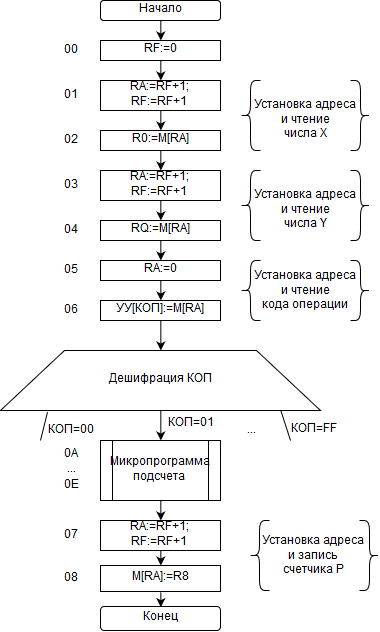 Начало
00
RF:=0
01
RA:=RF+1;
RF:=RF+1
Установка адреса
и чтение
числа X
02
R0:=M[RA]
03
RA:=RF+1;
RF:=RF+1
Установка адреса
и чтение
числа Y
04
RQ:=M[RA]
05
RA:=0
Установка адреса
и чтение
кода операции
06
УУ[КОП]:=M[RA]
Дешифрация КОП
КОП=00
КОП=01
...
КОП=FF
0A
...
0E
Микропрограмма
подсчета
07
RA:=RF+1;
RF:=RF+1
Установка адреса
и запись
счетчика P
08
M[RA]:=R8
Конец